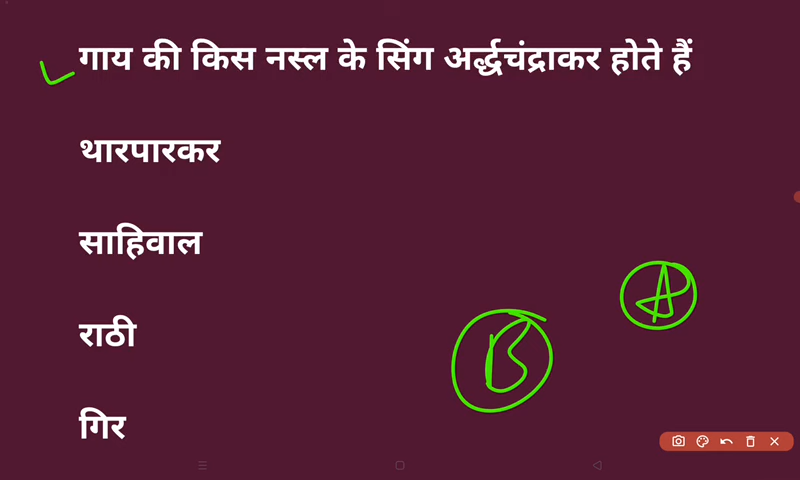 गाय की किस नस्ल के सिंग अर्द्धचंद्राकर होते हैं
थारपारकर
साहिवाल
राठी
A
B
गिर